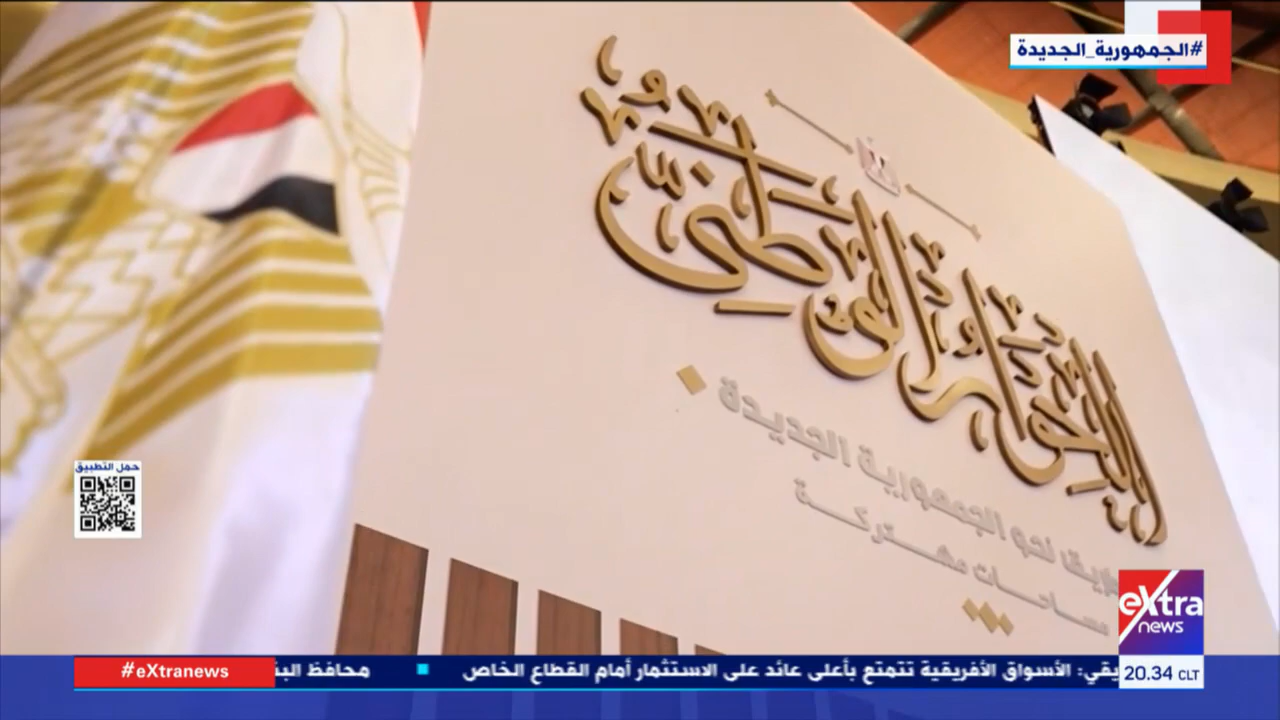 #الجمهورية_الجديدة
الحوار الوطني
نحو الجمهورية الجديدة
مساحات مشتركة
حمل التطبيق
eXtra
news
#eXtranews
يقي: الأسواق الأفريقية تتمتع بأعلى عائد على الاستثمار أمام القطاع الخاص ▪ محافظ
20.34 CLT